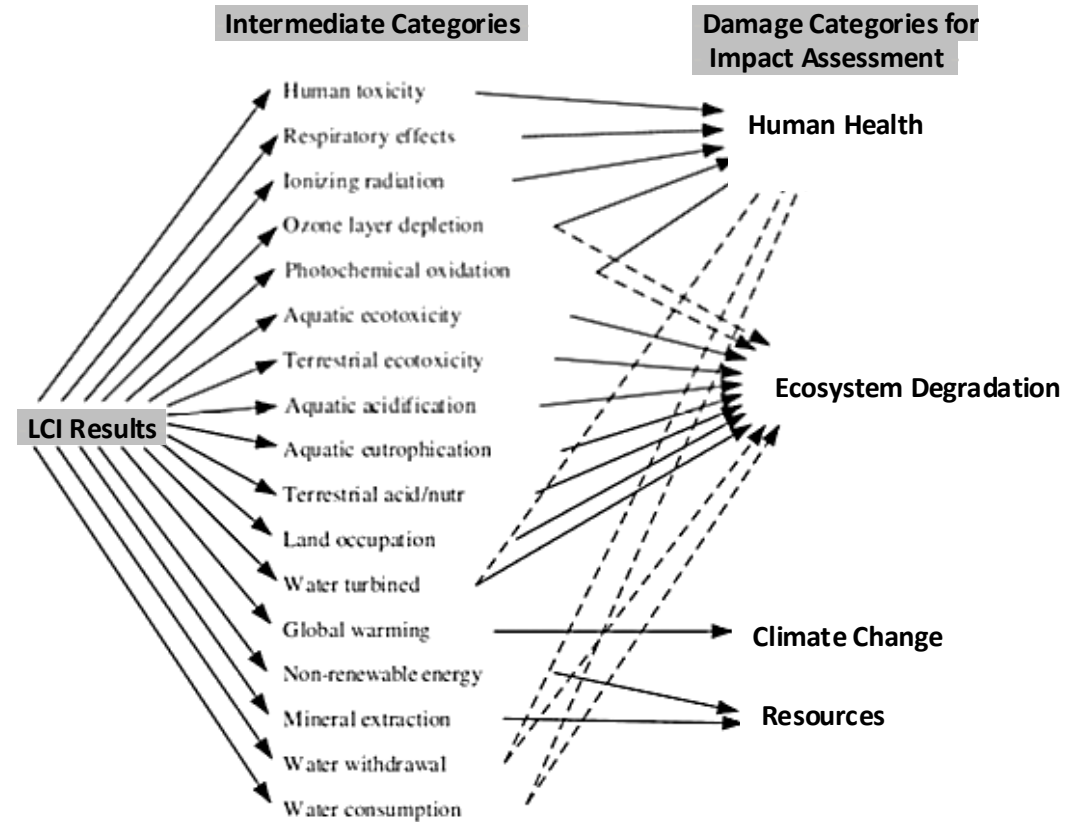 Intermediate Categories
Damage Categories for
Impact Assessment
Human toxicity
Respiratory effects
Ionizing radiation
Ozone layer depletion
Photochemical oxidation
Aquatic ecotoxicity
Terrestrial ecotoxicity
Aquatic acidification
Aquatic eutrophication
Terrestrial acid/nutr
Land occupation
Water turbined
Global warming
Non-renewable energy
Mineral extraction
Water withdrawal
Water consumption
LCI Results
Human Health
Ecosystem Degradation
Climate Change
Resources